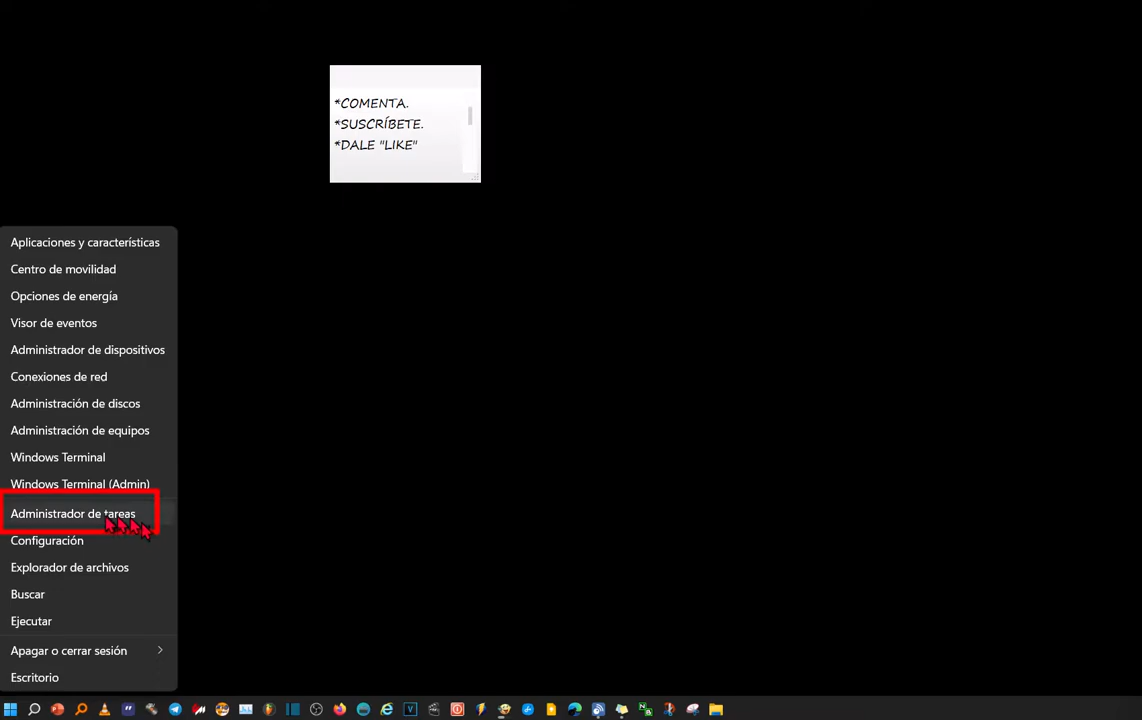 *COMENTA.
*SUSCRÍBETE.
*DALE "LIKE"
Aplicaciones y características
Centro de movilidad
Opciones de energía
Visor de eventos
Administrador de dispositivos
Conexiones de red
Administración de discos
Administración de equipos
Windows Terminal
Windows Terminal (Admin)
Administrador de tareas
Configuración
Explorador de archivos
Buscar
Ejecutar
Apagar o cerrar sesión
Escritorio